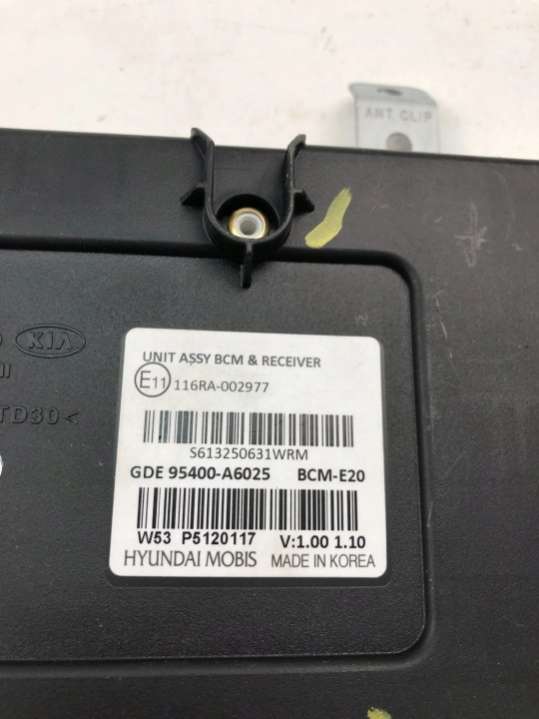 ANT CLIP
KIA
UNIT ASSY BCM & RECEIVER
E11 116RA-002977
S613250631WRM
GDE 95400-A6025 BCM-E20
TD30<
W53 P5120117 V:1.00 1.10
HYUNDAI MOBIS MADE IN KOREA